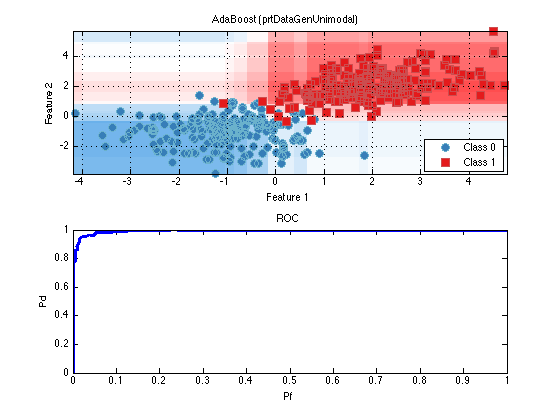 AdaBoost (prtDataGenUnimodal)
4
2
0
-2
Feature 2
-4 -3 -2 -1 0 1 2 3 4
Feature 1
Class 0
Class 1
ROC
1
0.8
0.6
0.4
0.2
0
Pd
0 0.1 0.2 0.3 0.4 0.5 0.6 0.7 0.8 0.9 1
Pf